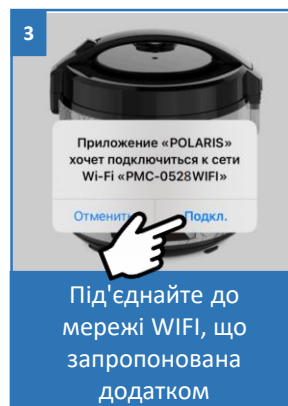 3
Приложение «POLARIS»
хочет подключиться к сети
Wi-Fi «PMC-0528WIFI»
Отменить
Подкл.
Під'єднайте до
мережі WIFI, що
запропонована
додатком